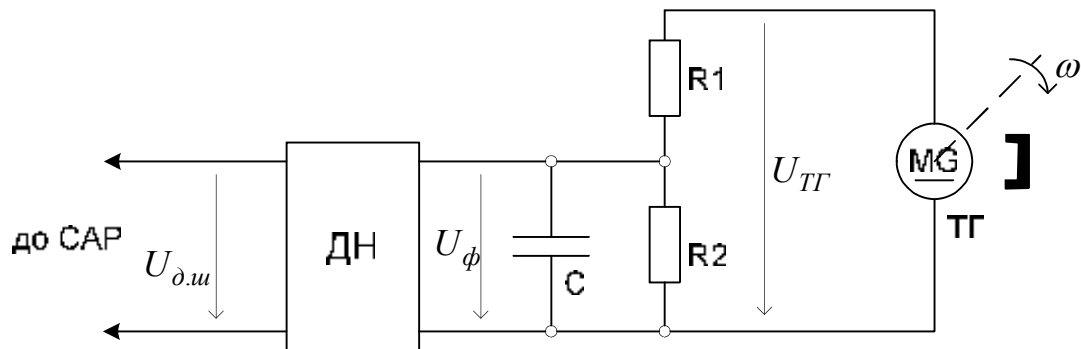 R1
ω
MG
U_ТГ
ТГ
до САР
U_д.ш
ДН
U_ф
C
R2